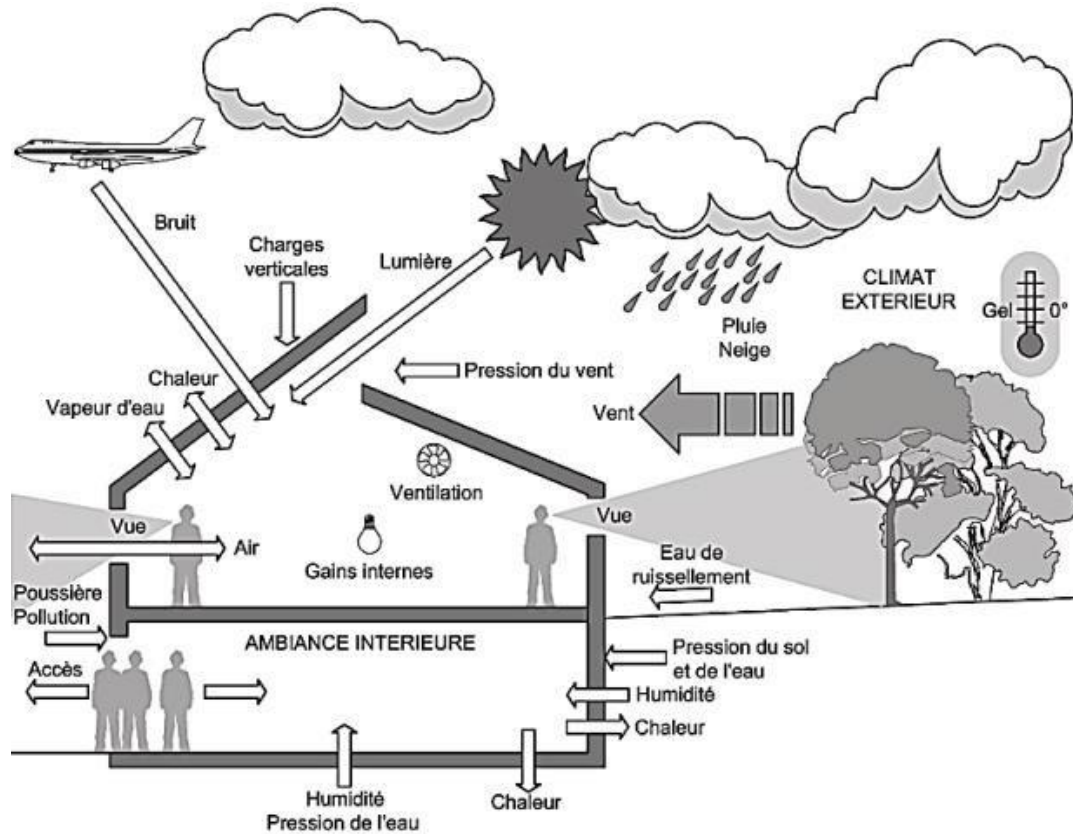 Bruit
Charges
verticales
Lumière
CLIMAT
EXTERIEUR
Gel
0°
Pluie
Neige
Chaleur
Pression du vent
Vapeur d'eau
Vent
Ventilation
Vue
Vue
Air
Gains internes
Eau de
ruissellement
Poussière
Pollution
AMBIANCE INTERIEURE
Pression du sol
et de l'eau
Accès
Humidité
Chaleur
Humidité
Pression de l'eau
Chaleur